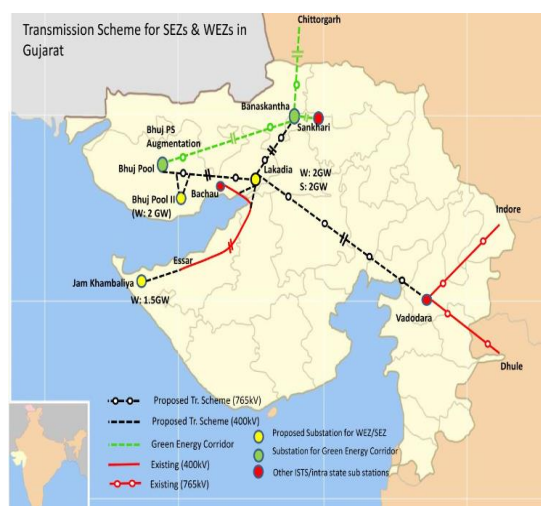 Transmission Scheme for SEZs & WEZs in
Gujarat
Chittorgarh
Banaskantha
Sankhari
Bhuj PS
Augmentation
Bhuj Pool
Lakadia
W: 2GW
S: 2GW
Bhuj Pool II
(W: 2 GW)
Bachau
Indore
Essar
Jam Khambaliya
W: 1.5GW
Vadodara
Dhule
Proposed Tr. Scheme (765kV)
Proposed Tr. Scheme (400kV)
Green Energy Corridor
Existing (400kV)
Existing (765kV)
Proposed Substation for WEZ/SEZ
Substation for Green Energy Corridor
Other ISTS/intra state sub stations